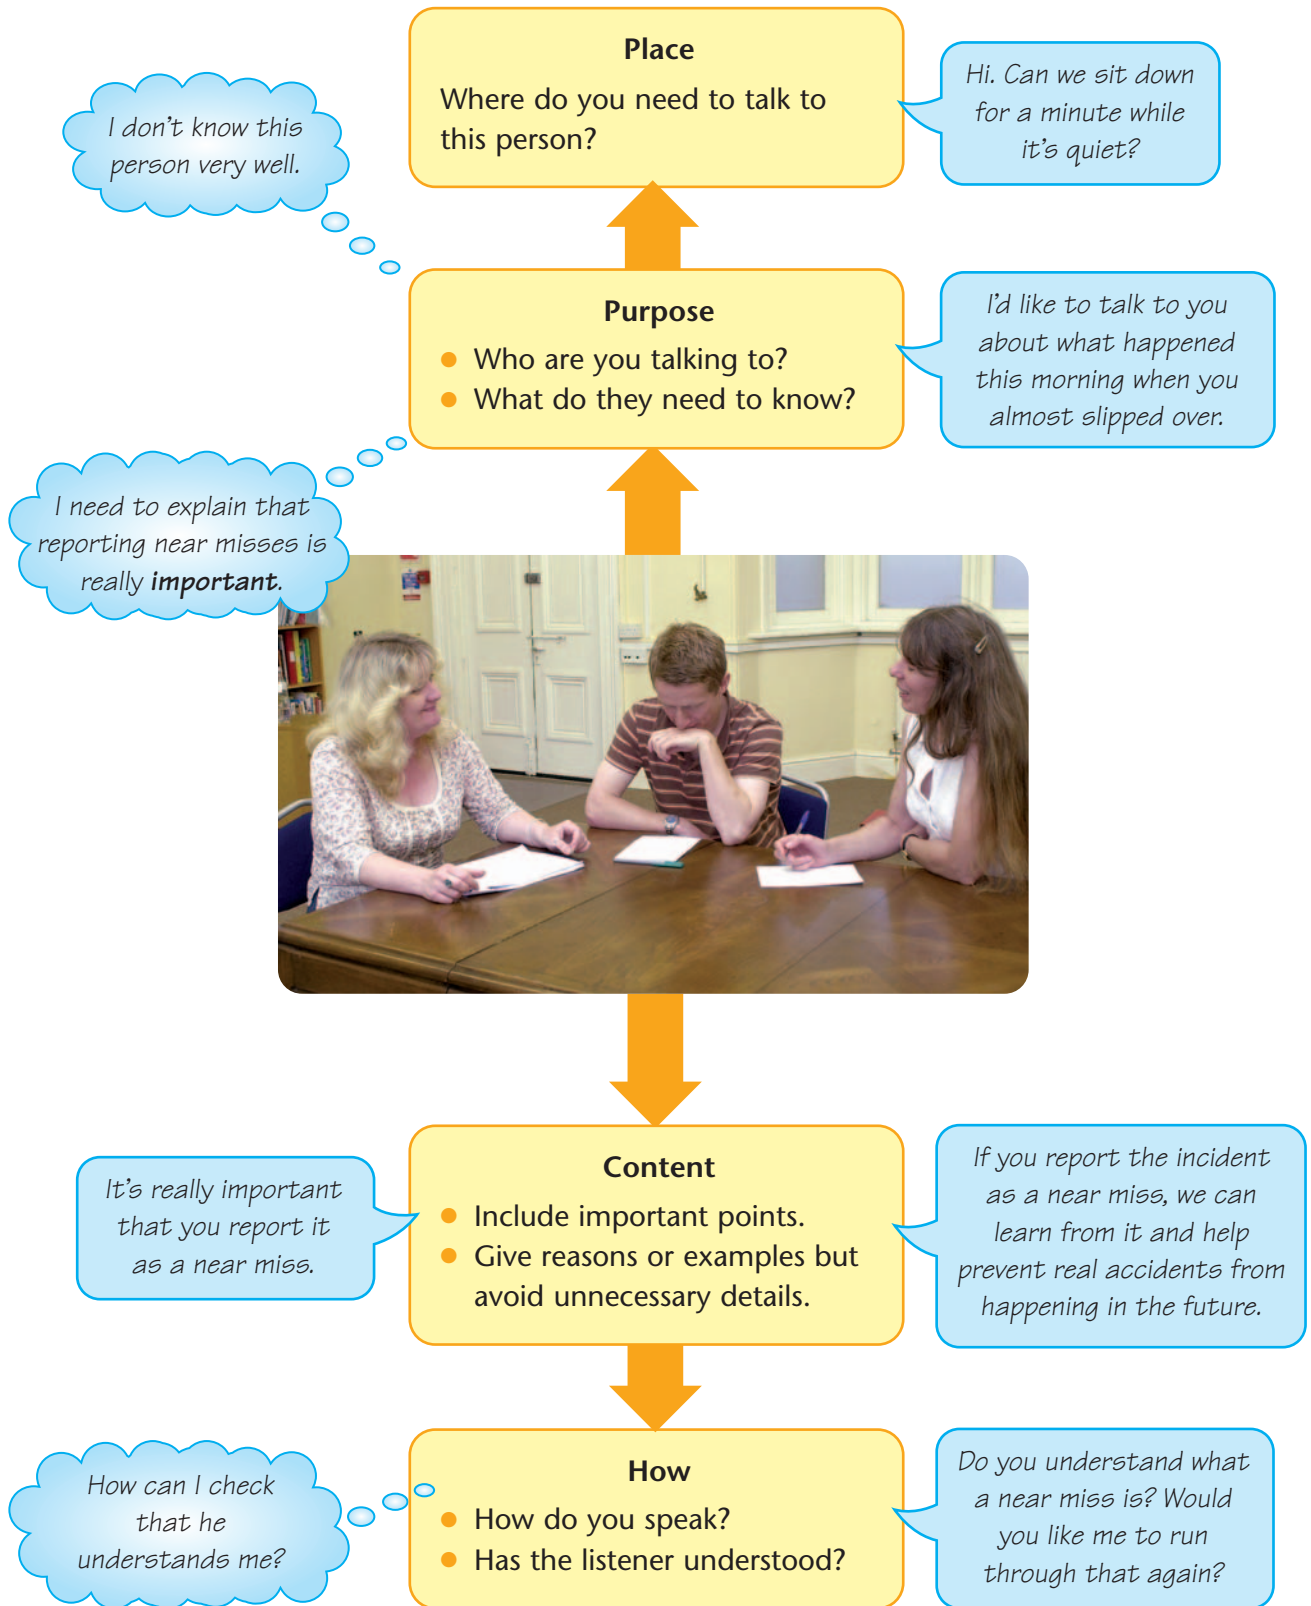 Place
Where do you need to talk to
this person?
Hi. Can we sit down
for a minute while
it's quiet?
I don't know this
person very well.
Purpose
● Who are you talking to?
● What do they need to know?
I'd like to talk to you
about what happened
this morning when you
almost slipped over.
I need to explain that
reporting near misses is
really important.
Content
● Include important points.
● Give reasons or examples but
avoid unnecessary details.
It's really important
that you report it
as a near miss.
If you report the incident
as a near miss, we can
learn from it and help
prevent real accidents from
happening in the future.
How
● How do you speak?
● Has the listener understood?
How can I check
that he
understands me?
Do you understand what
a near miss is? Would
you like me to run
through that again?